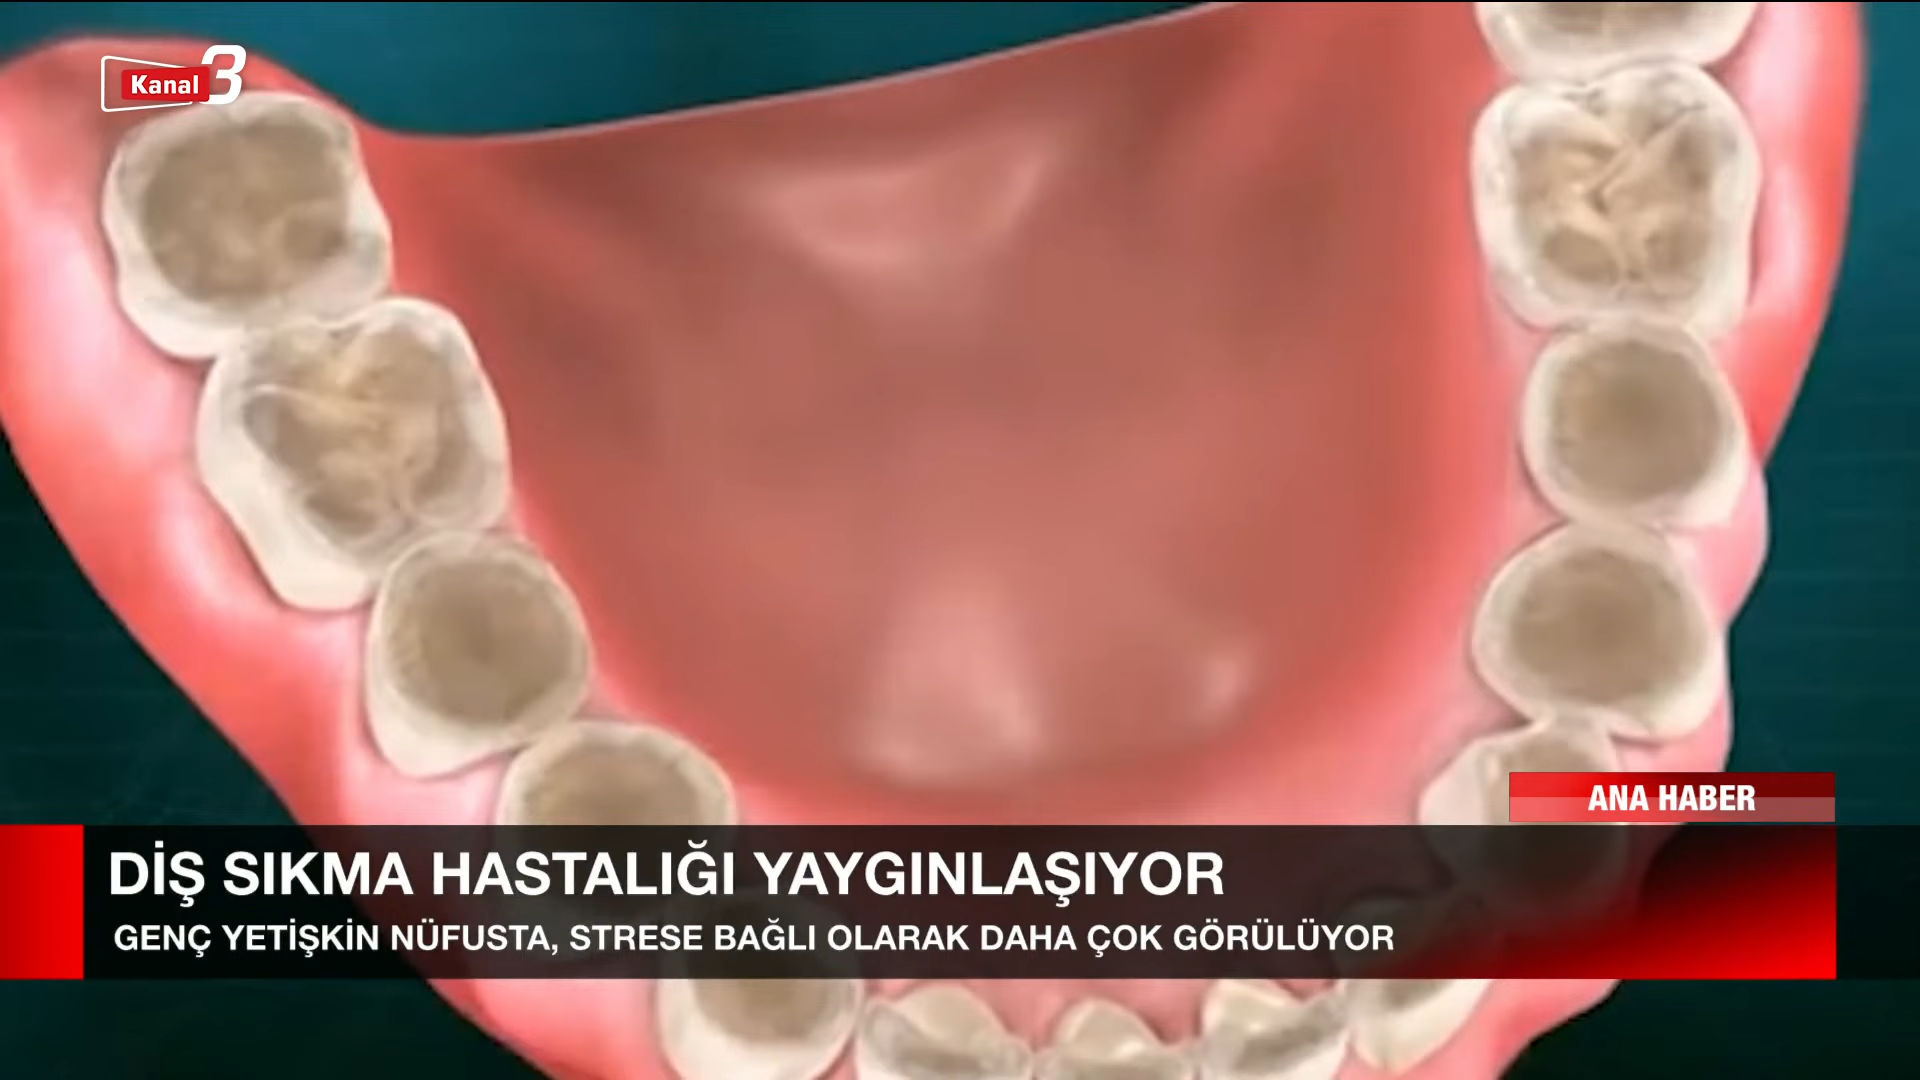 Kanal 3
ANA HABER
DİŞ SIKMA HASTALIĞI YAYGINLAŞIYOR
GENÇ YETİŞKİN NÜFUSTA, STRESE BAĞLI OLARAK DAHA ÇOK GÖRÜLÜYOR